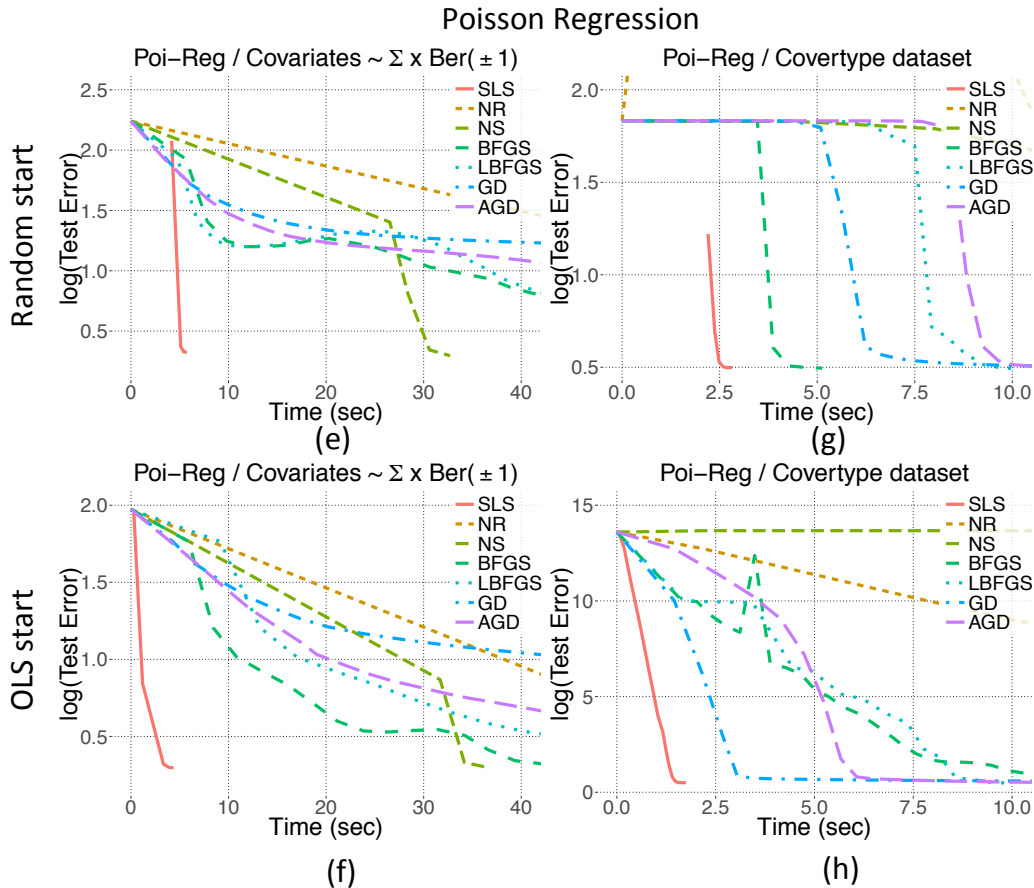 Poisson Regression
Random start
Poi-Reg / Covariates ~ Σ x Ber( ± 1)
log(Test Error)
2.5
2.0
1.5
1.0
0.5
0
10
20
30
40
Time (sec)
SLS
NR
NS
BFGS
LBFGS
GD
AGD
(e)
Poi-Reg / Covertype dataset
log(Test Error)
2.0
1.5
1.0
0.5
0.0
2.5
5.0
7.5
10.0
Time (sec)
SLS
NR
NS
BFGS
LBFGS
GD
AGD
(g)
OLS start
Poi-Reg / Covariates ~ Σ x Ber( ± 1)
log(Test Error)
2.0
1.5
1.0
0.5
0
10
20
30
40
Time (sec)
SLS
NR
NS
BFGS
LBFGS
GD
AGD
(f)
Poi-Reg / Covertype dataset
log(Test Error)
15
10
5
0
0.0
2.5
5.0
7.5
10.0
Time (sec)
SLS
NR
NS
BFGS
LBFGS
GD
AGD
(h)